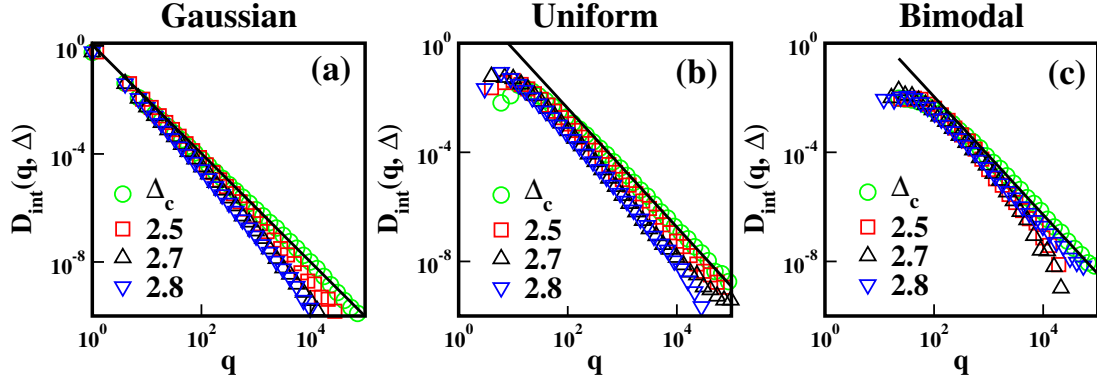 Gaussian Uniform Bimodal
(a) (b) (c)
D_int(q, Δ) D_int(q, Δ) D_int(q, Δ)
10^0 10^0 10^0
10^-4 10^-4 10^-4
10^-8 10^-8 10^-8
Δ_c Δ_c Δ_c
2.5 2.5 2.5
2.7 2.7 2.7
2.8 2.8 2.8
10^0 10^2 10^4 10^0 10^2 10^4 10^0 10^2 10^4
q q q